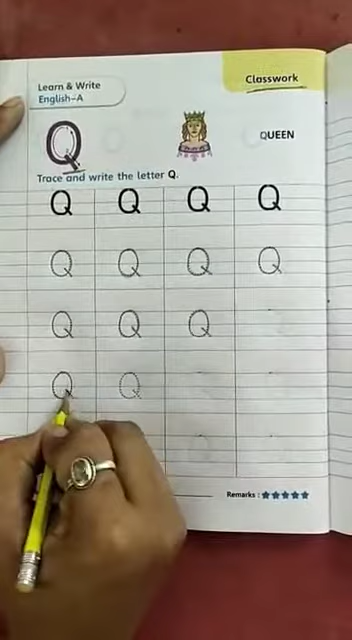 Learn & Write
English-A
Classwork
Q
QUEEN
Trace and write the letter Q.
Q Q Q Q
Q Q Q Q
Q Q Q
Q Q
Remarks :